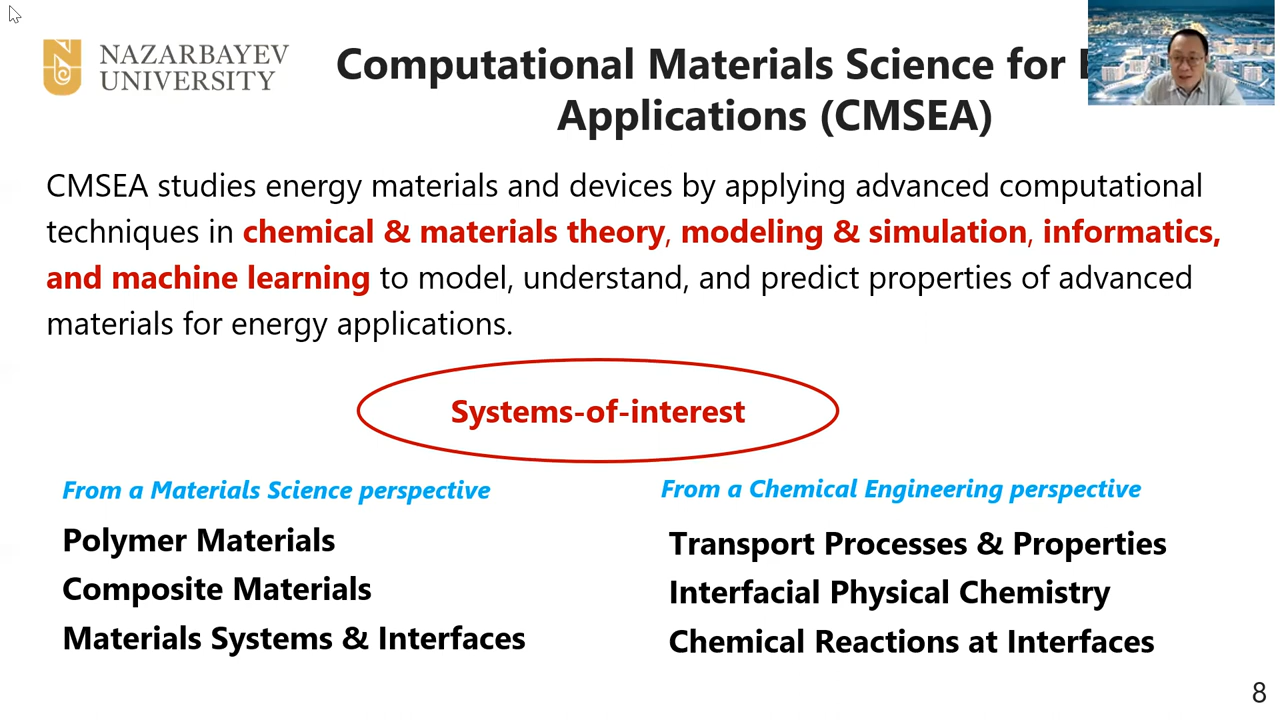 NAZARBAYEV
UNIVERSITY
Computational Materials Science for
Applications (CMSEA)
CMSEA studies energy materials and devices by applying advanced computational
techniques in chemical & materials theory, modeling & simulation, informatics,
and machine learning to model, understand, and predict properties of advanced
materials for energy applications.
Systems-of-interest
From a Materials Science perspective
Polymer Materials
Composite Materials
Materials Systems & Interfaces
From a Chemical Engineering perspective
Transport Processes & Properties
Interfacial Physical Chemistry
Chemical Reactions at Interfaces
8